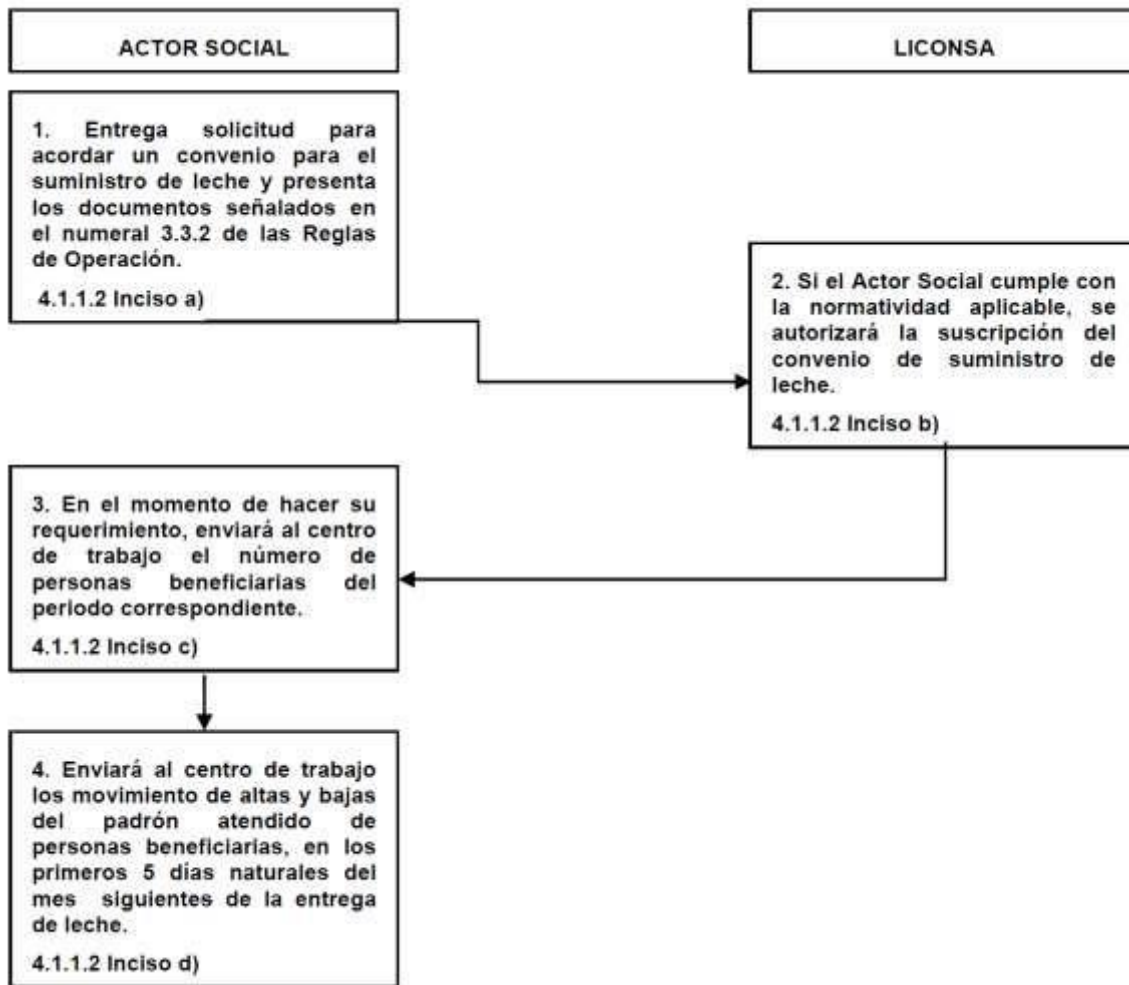 ACTOR SOCIAL
LICONSA
1. Entrega solicitud para
acordar un convenio para el
suministro de leche y presenta
los documentos señalados en
el numeral 3.3.2 de las Reglas
de Operación.
4.1.1.2 Inciso a)
2. Si el Actor Social cumple con
la normatividad aplicable, se
autorizará la suscripción del
convenio de suministro de
leche.
4.1.1.2 Inciso b)
3. En el momento de hacer su
requerimiento, enviará al centro
de trabajo el número de
personas beneficiarias del
periodo correspondiente.
4.1.1.2 Inciso c)
4. Enviará al centro de trabajo
los movimiento de altas y bajas
del padrón atendido de
personas beneficiarias, en los
primeros 5 días naturales del
mes siguientes de la entrega
de leche.
4.1.1.2 Inciso d)